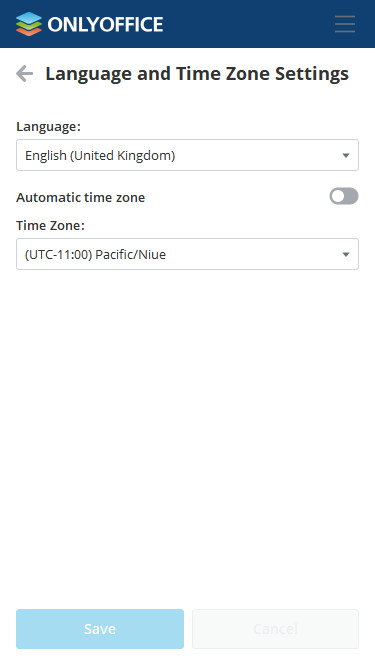 ONLYOFFICE
Language and Time Zone Settings
Language:
English (United Kingdom)
Automatic time zone
Time Zone:
(UTC-11:00) Pacific/Niue
Save
Cancel